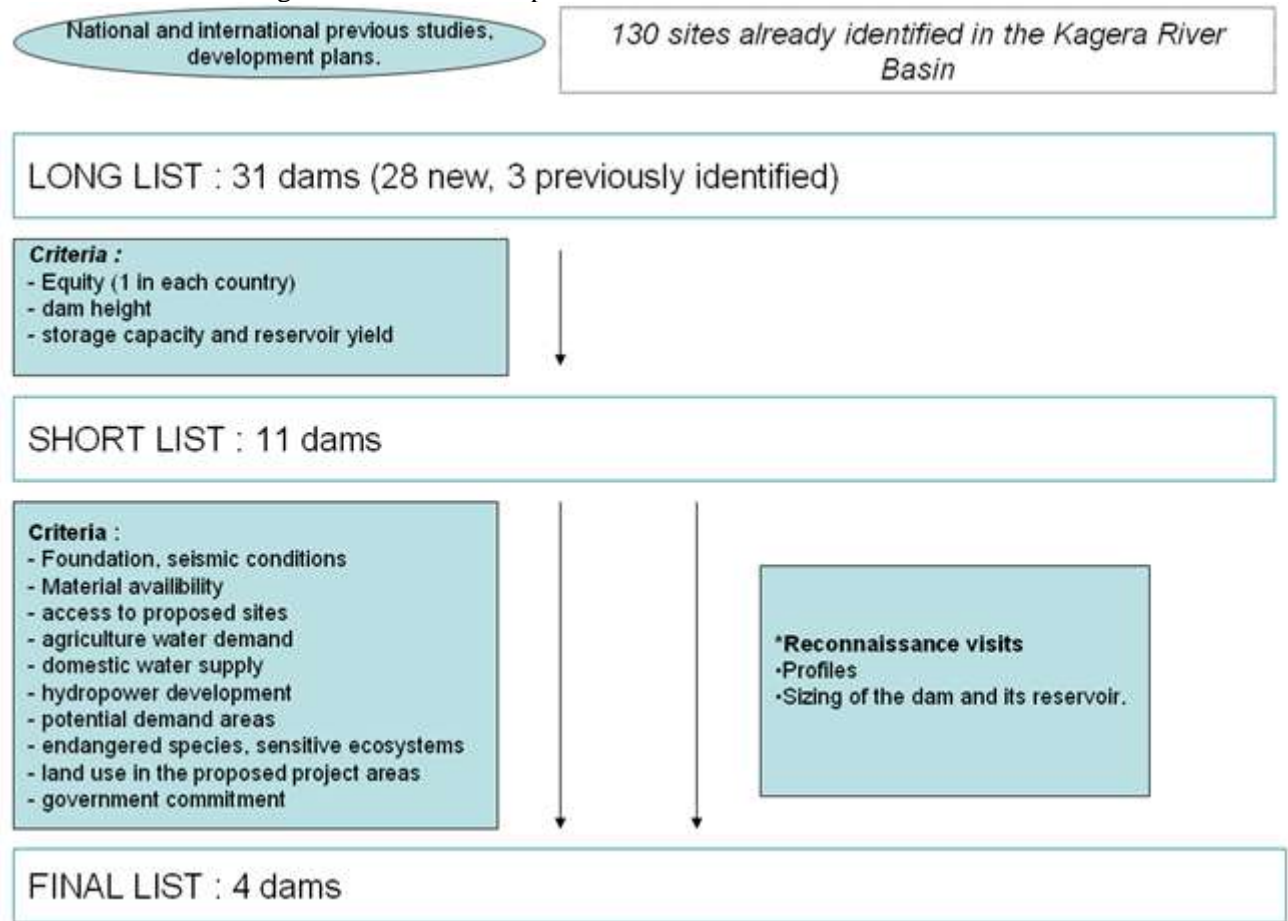 National and international previous studies,
development plans.
130 sites already identified in the Kagera River
Basin
LONG LIST : 31 dams (28 new, 3 previously identified)
Criteria :
- Equity (1 in each country)
- dam height
- storage capacity and reservoir yield
SHORT LIST : 11 dams
Criteria :
- Foundation, seismic conditions
- Material availibility
- access to proposed sites
- agriculture water demand
- domestic water supply
- hydropower development
- potential demand areas
- endangered species, sensitive ecosystems
- land use in the proposed project areas
- government commitment
*Reconnaissance visits
•Profiles
•Sizing of the dam and its reservoir.
FINAL LIST : 4 dams